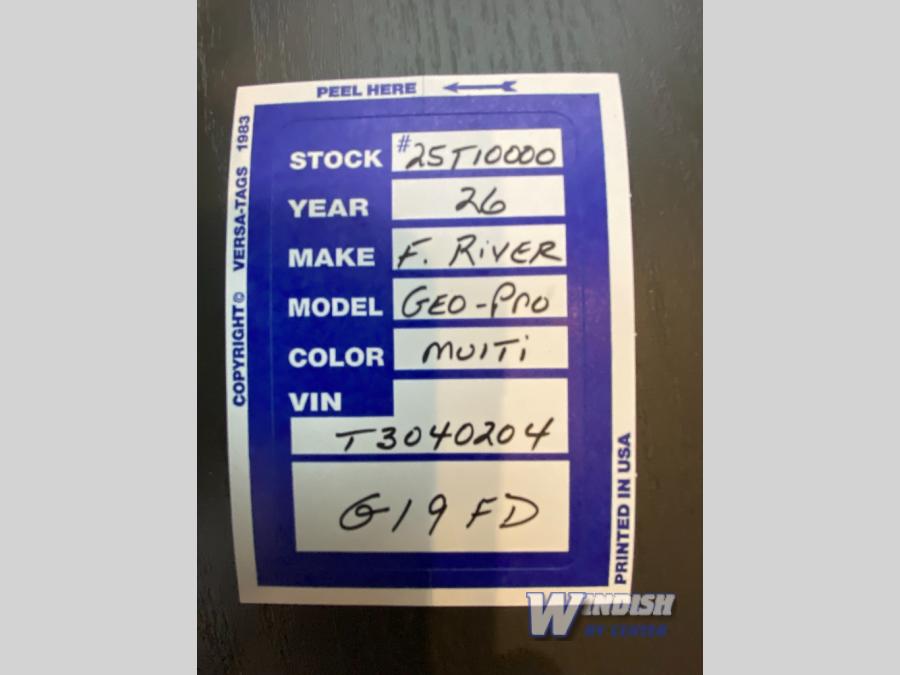 PEEL HERE
COPYRIGHT © VERSA-TAGS 1983
STOCK #25T10000
YEAR 26
MAKE F. RIVER
MODEL GEO-PRO
COLOR MUlTi
VIN
T3040204
G19FD
PRINTED IN USA
WINDISH
RV CENTER